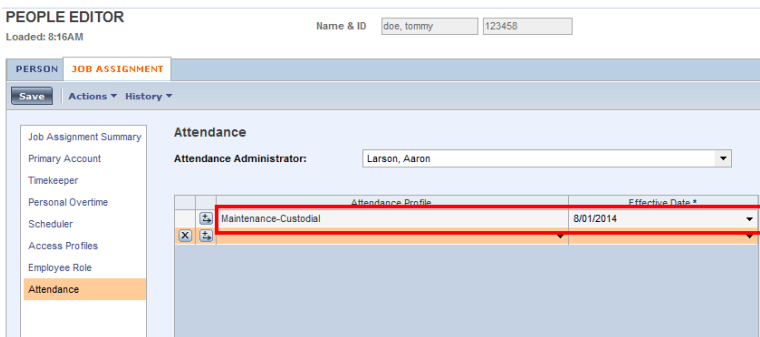 PEOPLE EDITOR
Name & ID doe, tommy 123458
Loaded: 8:16AM
PERSON JOB ASSIGNMENT
Save Actions History
Job Assignment Summary
Primary Account
Timekeeper
Personal Overtime
Scheduler
Access Profiles
Employee Role
Attendance
Attendance
Attendance Administrator: Larson, Aaron
Attendance Profile Effective Date *
Maintenance-Custodial 8/01/2014